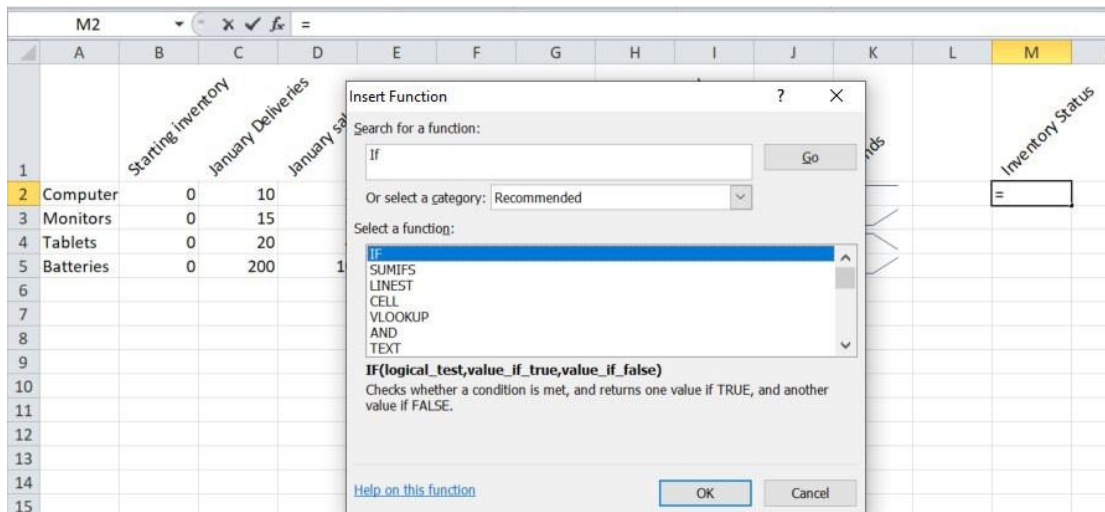 M2 fx =
A B C D E F G H I J K L M
Starting inventory January Deliveries January Inventory Status
1
2 Computer 0 10 =
3 Monitors 0 15
4 Tablets 0 20
5 Batteries 0 200
6
7
8
9
10
11
12
13
14
15
Insert Function ? X
Search for a function:
If
Go
Or select a category: Recommended
Select a function:
IF
SUMIFS
LINEST
CELL
VLOOKUP
AND
TEXT
IF(logical_test,value_if_true,value_if_false)
Checks whether a condition is met, and returns one value if TRUE, and another
value if FALSE.
Help on this function
OK Cancel